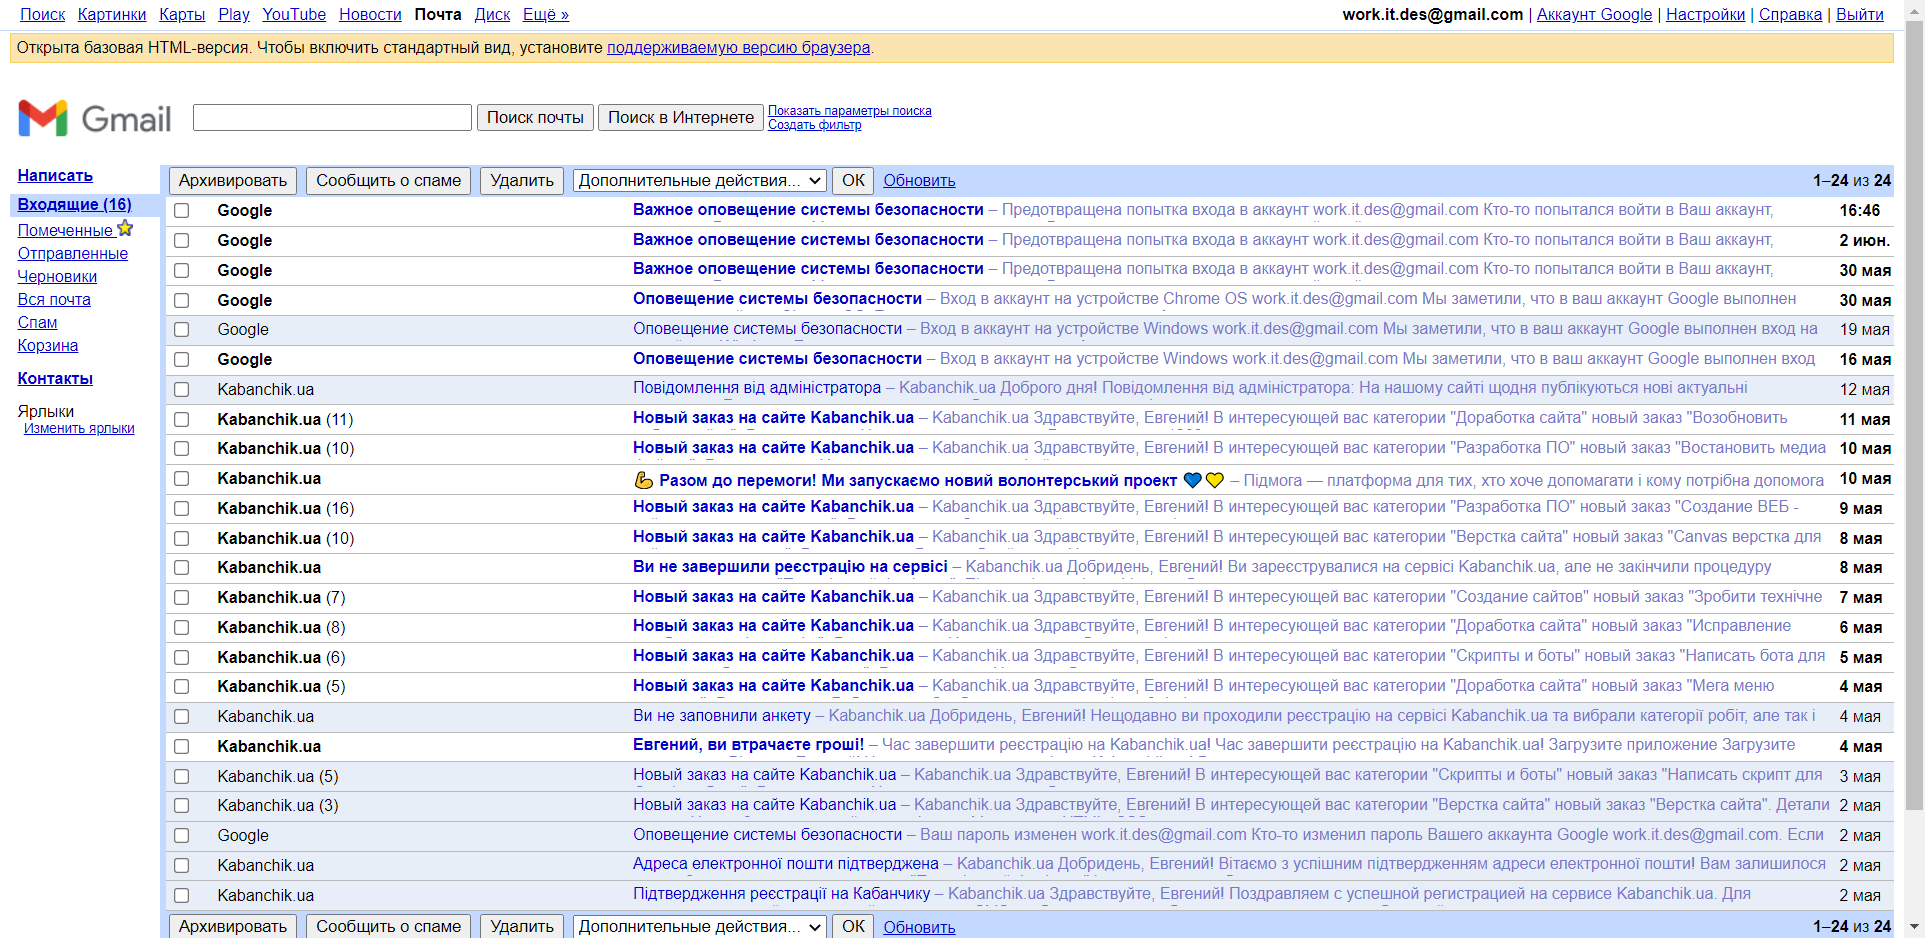 Поиск Картинки Карты Play YouTube Новости Почта Диск Ещё »
work.it.des@gmail.com | Аккаунт Google | Настройки | Справка | Выйти
Открыта базовая HTML-версия. Чтобы включить стандартный вид, установите поддерживаемую версию браузера.
Gmail
Поиск почты Поиск в Интернете Показать параметры поиска
Создать фильтр
Написать
Входящие (16)
Помеченные
Отправленные
Черновики
Вся почта
Спам
Корзина
Контакты
Ярлыки
Изменить ярлыки
Архивировать Сообщить о спаме Удалить Дополнительные действия... ОК Обновить 1–24 из 24
Google Важное оповещение системы безопасности – Предотвращена попытка входа в аккаунт work.it.des@gmail.com Кто-то попытался войти в Ваш аккаунт, 16:46
Google Важное оповещение системы безопасности – Предотвращена попытка входа в аккаунт work.it.des@gmail.com Кто-то попытался войти в Ваш аккаунт, 2 июн.
Google Важное оповещение системы безопасности – Предотвращена попытка входа в аккаунт work.it.des@gmail.com Кто-то попытался войти в Ваш аккаунт, 30 мая
Google Оповещение системы безопасности – Вход в аккаунт на устройстве Chrome OS work.it.des@gmail.com Мы заметили, что в ваш аккаунт Google выполнен 30 мая
Google Оповещение системы безопасности – Вход в аккаунт на устройстве Windows work.it.des@gmail.com Мы заметили, что в ваш аккаунт Google выполнен вход на 19 мая
Google Оповещение системы безопасности – Вход в аккаунт на устройстве Windows work.it.des@gmail.com Мы заметили, что в ваш аккаунт Google выполнен вход 16 мая
Kabanchik.ua Повідомлення від адміністратора – Kabanchik.ua Доброго дня! Повідомлення від адміністратора: На нашому сайті щодня публікуються нові актуальні 12 мая
Kabanchik.ua (11) Новый заказ на сайте Kabanchik.ua – Kabanchik.ua Здравствуйте, Евгений! В интересующей вас категории "Доработка сайта" новый заказ "Возобновить 11 мая
Kabanchik.ua (10) Новый заказ на сайте Kabanchik.ua – Kabanchik.ua Здравствуйте, Евгений! В интересующей вас категории "Разработка ПО" новый заказ "Востановить медиа 10 мая
Kabanchik.ua 💪 Разом до перемоги! Ми запускаємо новий волонтерський проект 💙💛 – Підмога — платформа для тих, хто хоче допомагати і кому потрібна допомога 10 мая
Kabanchik.ua (16) Новый заказ на сайте Kabanchik.ua – Kabanchik.ua Здравствуйте, Евгений! В интересующей вас категории "Разработка ПО" новый заказ "Создание ВЕБ - 9 мая
Kabanchik.ua (10) Новый заказ на сайте Kabanchik.ua – Kabanchik.ua Здравствуйте, Евгений! В интересующей вас категории "Верстка сайта" новый заказ "Canvas верстка для 8 мая
Kabanchik.ua Ви не завершили реєстрацію на сервісі – Kabanchik.ua Добридень, Евгений! Ви зареєструвалися на сервісі Kabanchik.ua, але не закінчили процедуру 8 мая
Kabanchik.ua (7) Новый заказ на сайте Kabanchik.ua – Kabanchik.ua Здравствуйте, Евгений! В интересующей вас категории "Создание сайтов" новый заказ "Зробити технічне 7 мая
Kabanchik.ua (8) Новый заказ на сайте Kabanchik.ua – Kabanchik.ua Здравствуйте, Евгений! В интересующей вас категории "Доработка сайта" новый заказ "Исправление 6 мая
Kabanchik.ua (6) Новый заказ на сайте Kabanchik.ua – Kabanchik.ua Здравствуйте, Евгений! В интересующей вас категории "Скрипты и боты" новый заказ "Написать бота для 5 мая
Kabanchik.ua (5) Новый заказ на сайте Kabanchik.ua – Kabanchik.ua Здравствуйте, Евгений! В интересующей вас категории "Доработка сайта" новый заказ "Мега меню 4 мая
Kabanchik.ua Ви не заповнили анкету – Kabanchik.ua Добридень, Евгений! Нещодавно ви проходили реєстрацію на сервісі Kabanchik.ua та вибрали категорії робіт, але так і 4 мая
Kabanchik.ua Евгений, ви втрачаєте гроші! – Час завершити реєстрацію на Kabanchik.ua! Час завершити реєстрацію на Kabanchik.ua! Загрузите приложение Загрузите 4 мая
Kabanchik.ua (5) Новый заказ на сайте Kabanchik.ua – Kabanchik.ua Здравствуйте, Евгений! В интересующей вас категории "Скрипты и боты" новый заказ "Написать скрипт для 3 мая
Kabanchik.ua (3) Новый заказ на сайте Kabanchik.ua – Kabanchik.ua Здравствуйте, Евгений! В интересующей вас категории "Верстка сайта" новый заказ "Верстка сайта". Детали 2 мая
Google Оповещение системы безопасности – Ваш пароль изменен work.it.des@gmail.com Кто-то изменил пароль Вашего аккаунта Google work.it.des@gmail.com. Если 2 мая
Kabanchik.ua Адреса електронної пошти підтверджена – Kabanchik.ua Добридень, Евгений! Вітаємо з успішним підтвердженням адреси електронної пошти! Вам залишилося 2 мая
Kabanchik.ua Підтвердження реєстрації на Кабанчику – Kabanchik.ua Здравствуйте, Евгений! Поздравляем с успешной регистрацией на сервисе Kabanchik.ua. Для 2 мая
Архивировать Сообщить о спаме Удалить Дополнительные действия... ОК Обновить 1–24 из 24